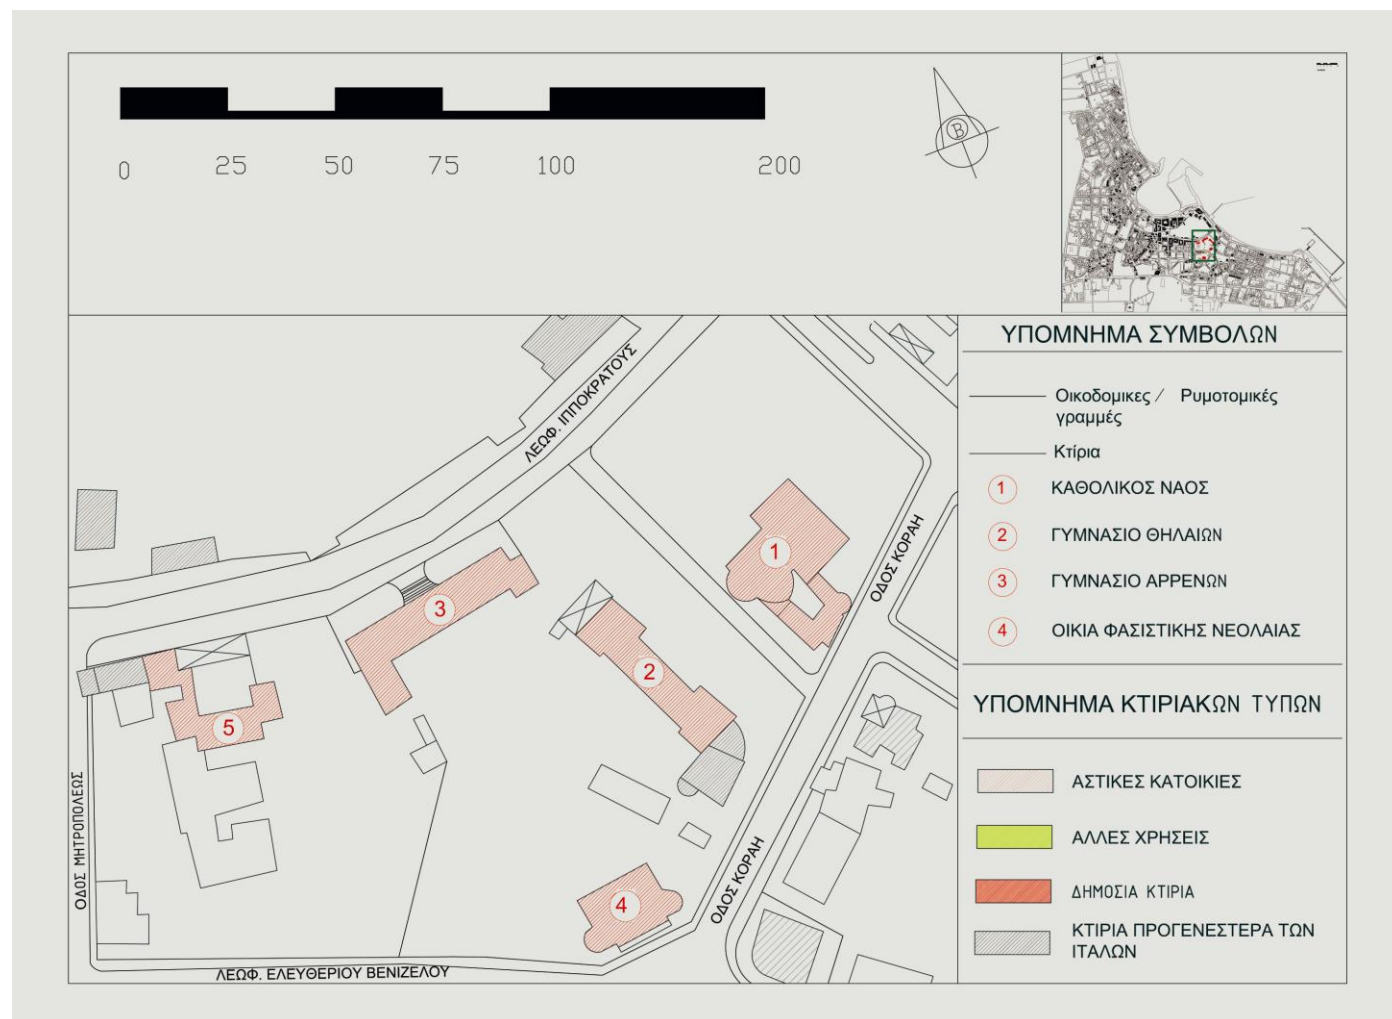 0 25 50 75 100 200
Β
ΥΠΟΜΝΗΜΑ ΣΥΜΒΟΛΩΝ
Οικοδομικες / Ρυμοτομικές
γραμμές
Κτίρια
1 ΚΑΘΟΛΙΚΟΣ ΝΑΟΣ
2 ΓΥΜΝΑΣΙΟ ΘΗΛΑΙΩΝ
3 ΓΥΜΝΑΣΙΟ ΑΡΡΕΝΩΝ
4 ΟΙΚΙΑ ΦΑΣΙΣΤΙΚΗΣ ΝΕΟΛΑΙΑΣ
ΥΠΟΜΝΗΜΑ ΚΤΙΡΙΑΚΩΝ ΤΥΠΩΝ
ΑΣΤΙΚΕΣ ΚΑΤΟΙΚΙΕΣ
ΑΛΛΕΣ ΧΡΗΣΕΙΣ
ΔΗΜΟΣΙΑ ΚΤΙΡΙΑ
ΚΤΙΡΙΑ ΠΡΟΓΕΝΕΣΤΕΡΑ ΤΩΝ
ΙΤΑΛΩΝ
ΛΕΩΦ. ΙΠΠΟΚΡΑΤΟΥΣ
ΟΔΟΣ ΚΟΡΑΗ
1
3
2
5
4
ΟΔΟΣ ΜΗΤΡΟΠΟΛΕΩΣ
ΟΔΟΣ ΚΟΡΑΗ
ΛΕΩΦ. ΕΛΕΥΘΕΡΙΟΥ ΒΕΝΙΖΕΛΟΥ